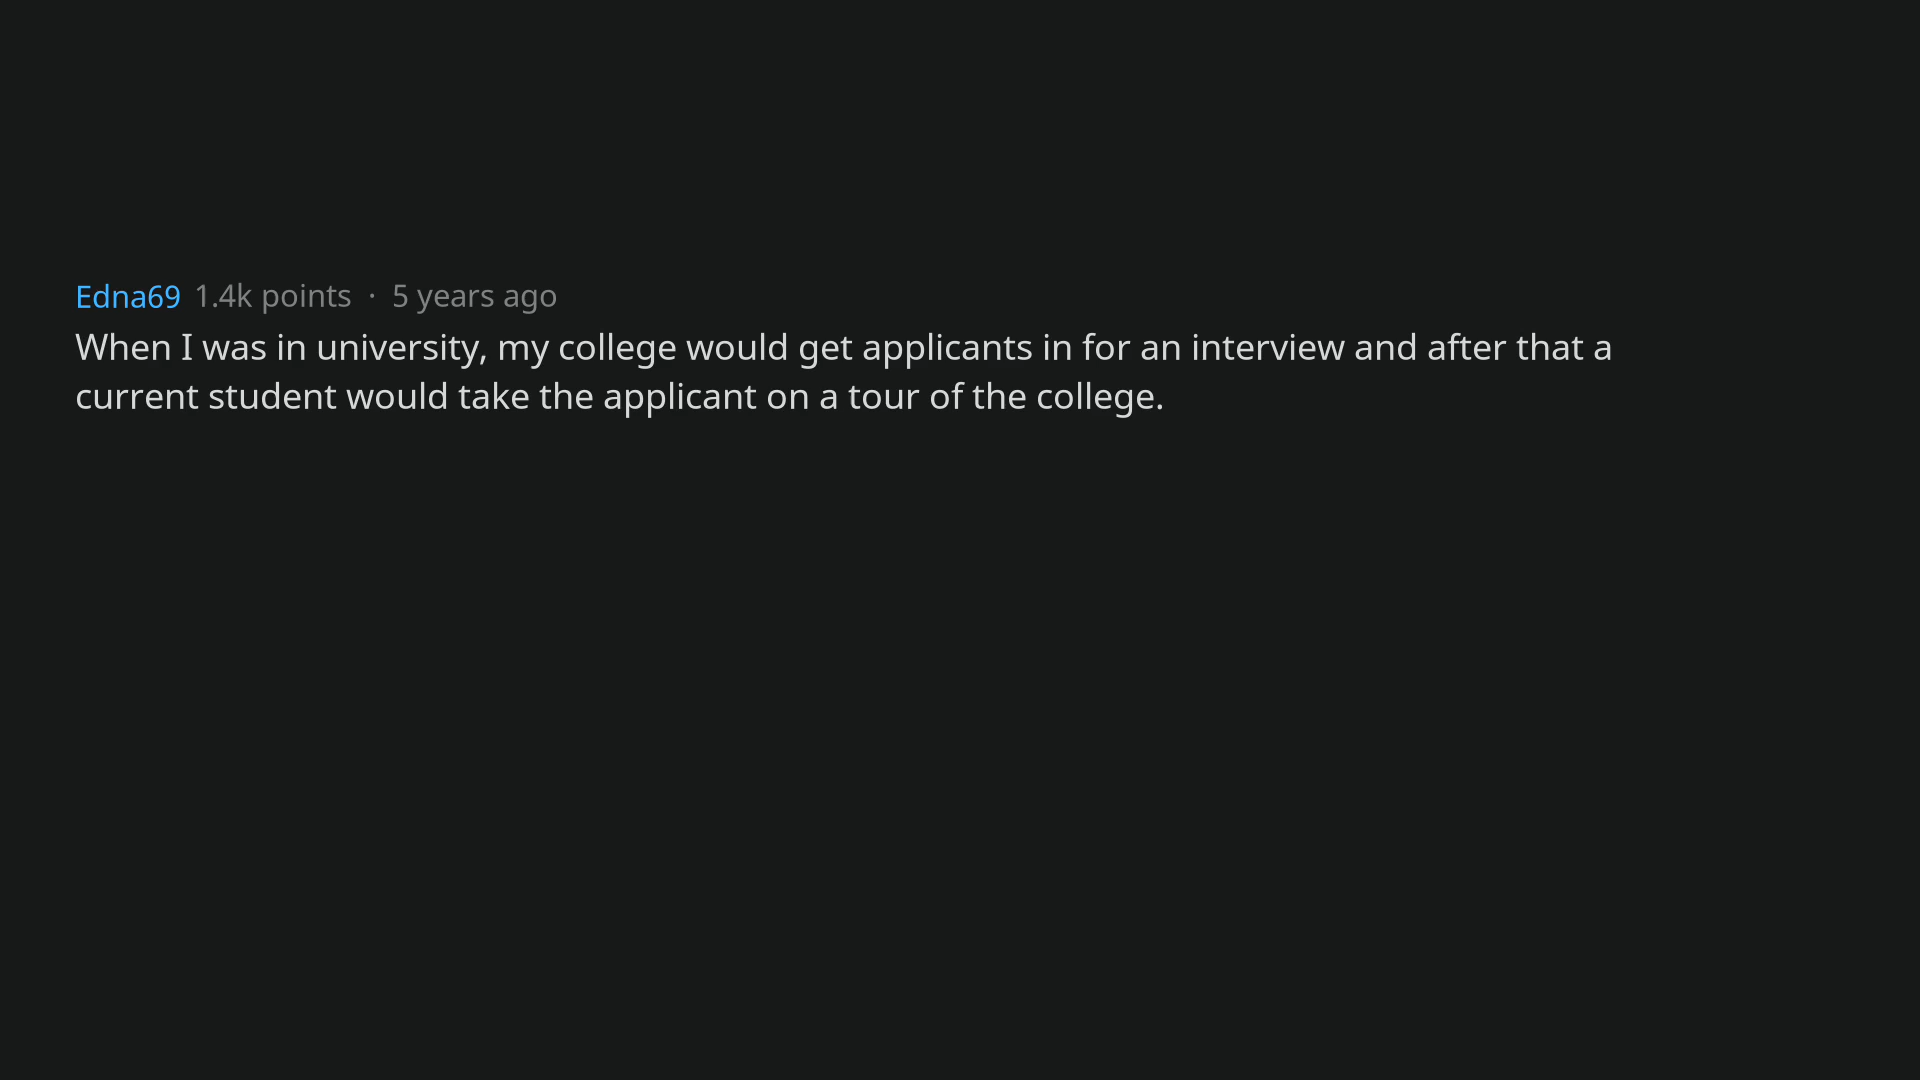 Edna69 1.4k points · 5 years ago
When I was in university, my college would get applicants in for an interview and after that a
current student would take the applicant on a tour of the college.